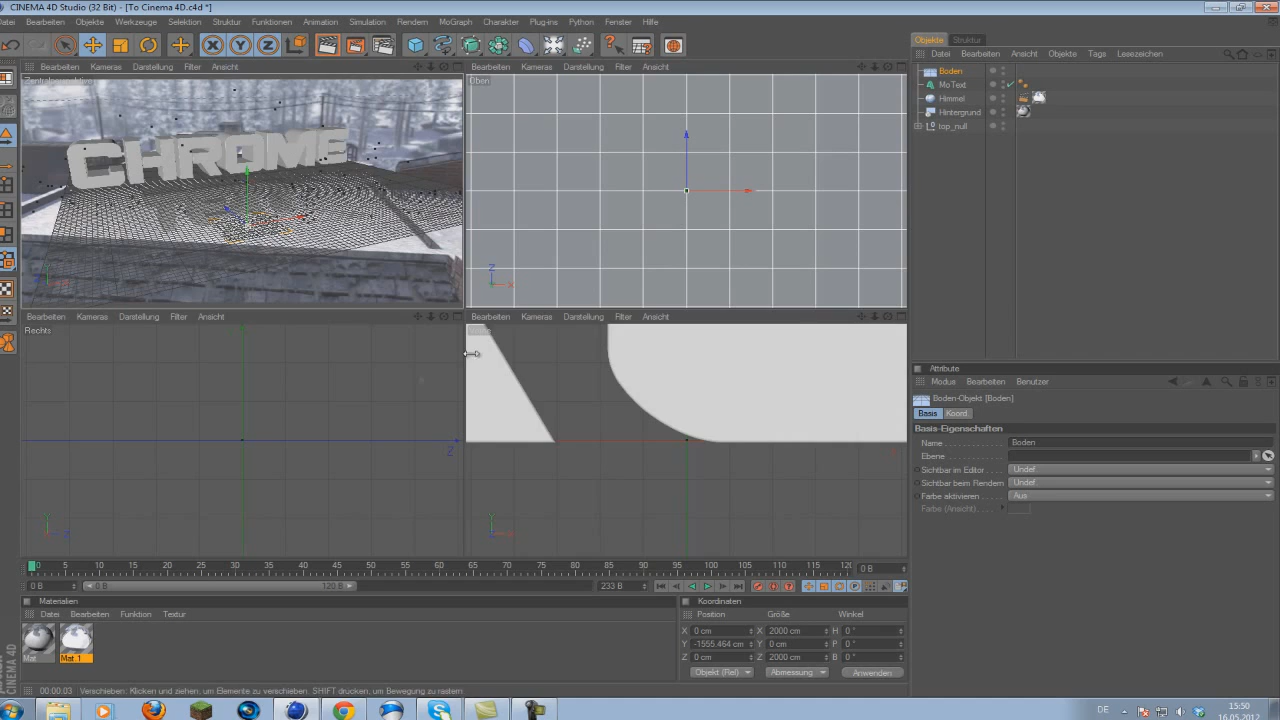 CINEMA 4D Studio (32 Bit) - [To Cinema 4D.c4d *]
Datei Bearbeiten Objekte Werkzeuge Selektion Struktur Funktionen Animation Simulation Rendern MoGraph Charakter Plug-ins Python Fenster Hilfe
Bearbeiten Kameras Darstellung Filter Ansicht
Zentralperspektive
CHROME
Bearbeiten Kameras Darstellung Filter Ansicht
Oben
Z
X
Bearbeiten Kameras Darstellung Filter Ansicht
Rechts
Z
Bearbeiten Kameras Darstellung Filter Ansicht
0 5 10 15 20 25 30 35 40 45 50 55 60 65 70 75 80 85 90 95 100 105 110 115 120
0 B
0 B
0 B
120 B
233 B
Materialien
Datei Bearbeiten Funktion Textur
Mat
Mat.1
Koordinaten
Position Größe Winkel
X 0 cm X 2000 cm H 0 °
Y -1555.464 cm Y 0 cm P 0 °
Z 0 cm Z 2000 cm B 0 °
Objekt (Rel) Abmessung Anwenden
00:00:03 Verschieben: Klicken und ziehen, um Elemente zu verschieben. SHIFT drücken, um Bewegung zu rastern
CINEMA 4D
Objekte Struktur
Datei Bearbeiten Ansicht Objekte Tags Lesezeichen
Boden
MoText
Himmel
Hintergrund
top_null
Attribute
Modus Bearbeiten Benutzer
Boden-Objekt [Boden]
Basis Koord.
Basis-Eigenschaften
Name Boden
Ebene
Sichtbar im Editor Undef.
Sichtbar beim Rendern Undef.
Farbe aktivieren Aus
Farbe (Ansicht)
DE
15:50
16.05.2012